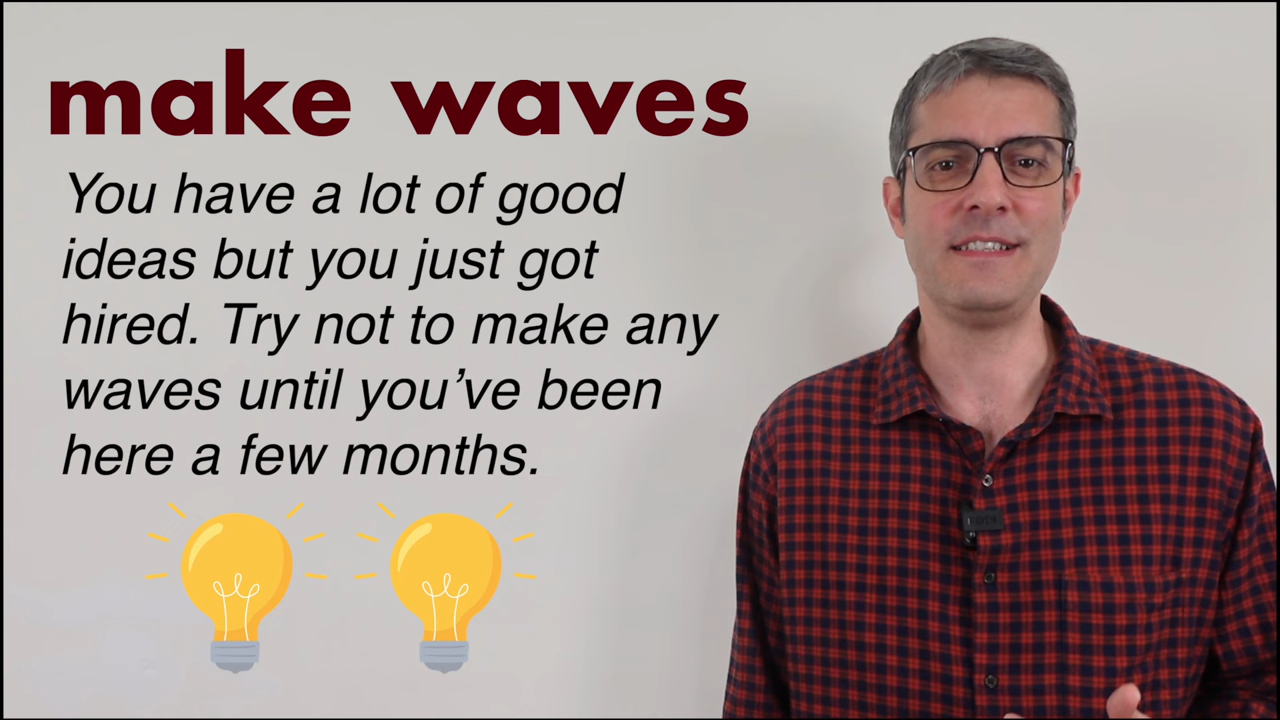 make waves
You have a lot of good
ideas but you just got
hired. Try not to make any
waves until you’ve been
here a few months.